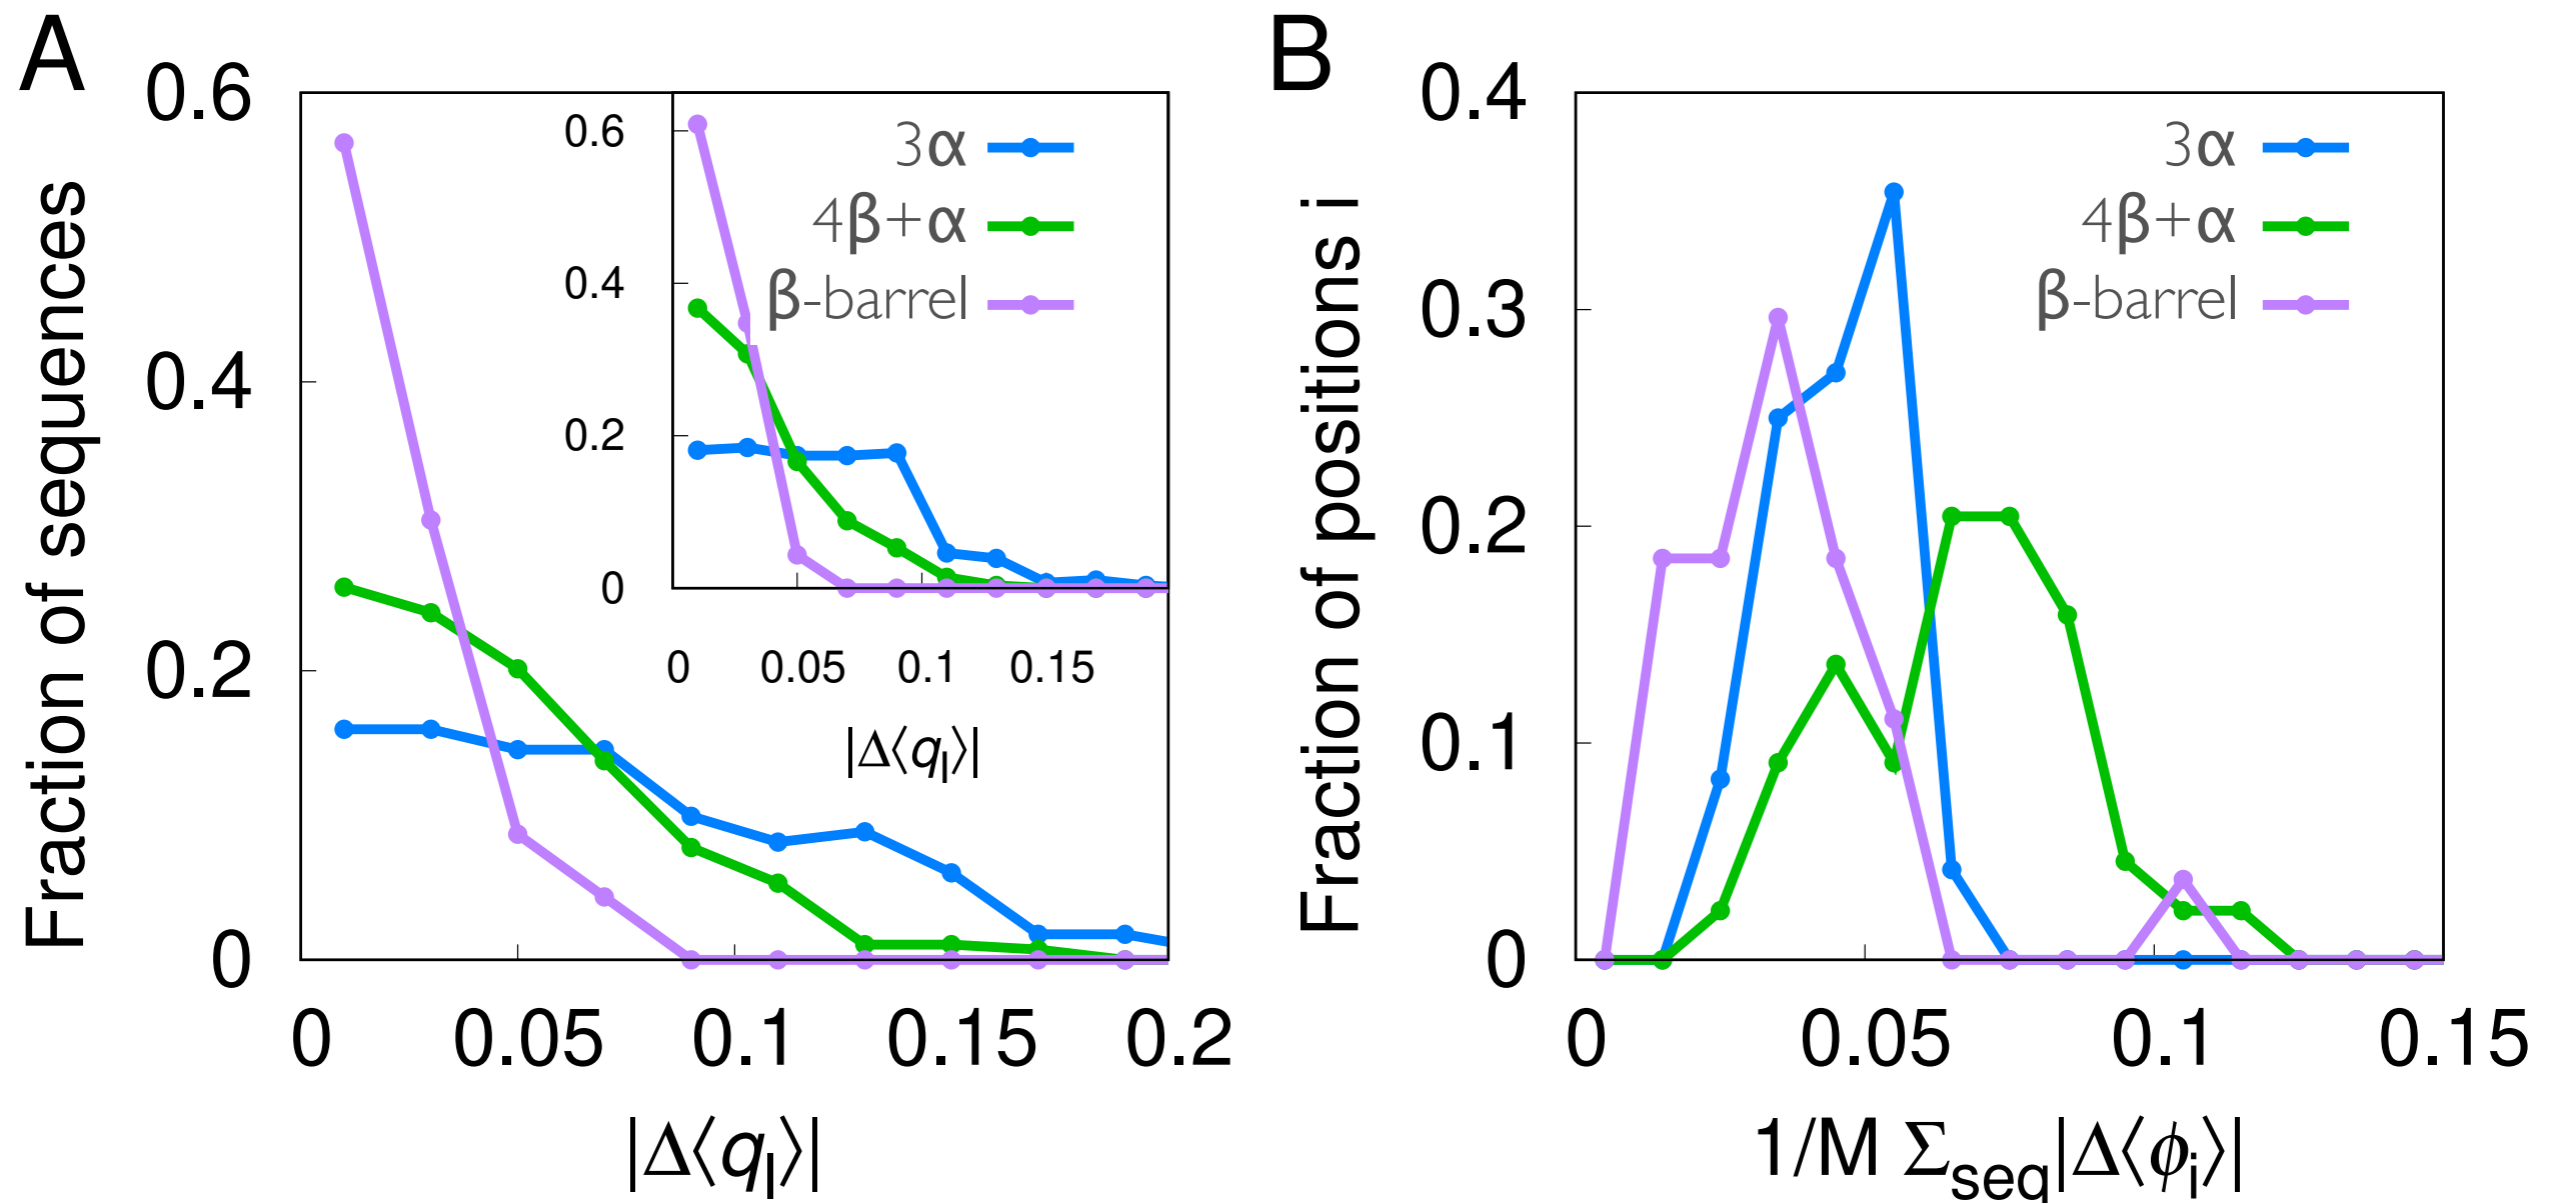 A
Fraction of sequences
0.6
0.4
0.2
0
0 0.05 0.1 0.15 0.2
|Δ⟨q_l⟩|
0.6
0.4
0.2
0
0 0.05 0.1 0.15
|Δ⟨q_l⟩|
3α
4β+α
β-barrel
B
Fraction of positions i
0.4
0.3
0.2
0.1
0
0 0.05 0.1 0.15
1/M Σ_seq|Δ⟨ϕ_i⟩|
3α
4β+α
β-barrel